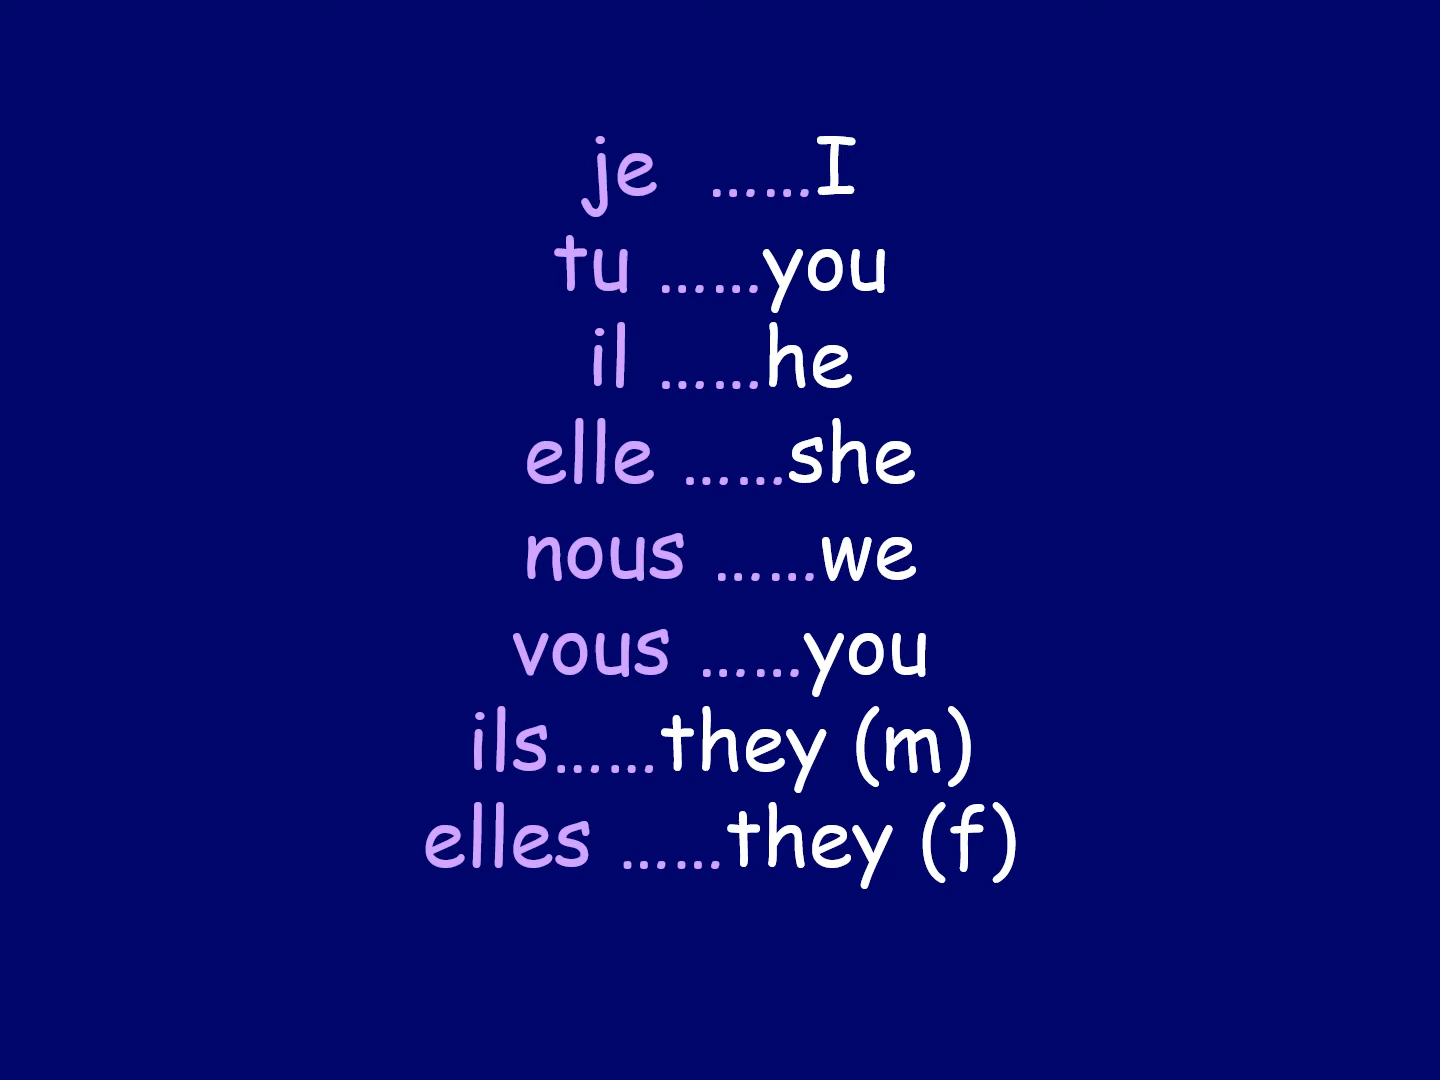 je ......I
tu ......you
il ......he
elle ......she
nous ......we
vous ......you
ils......they (m)
elles ......they (f)